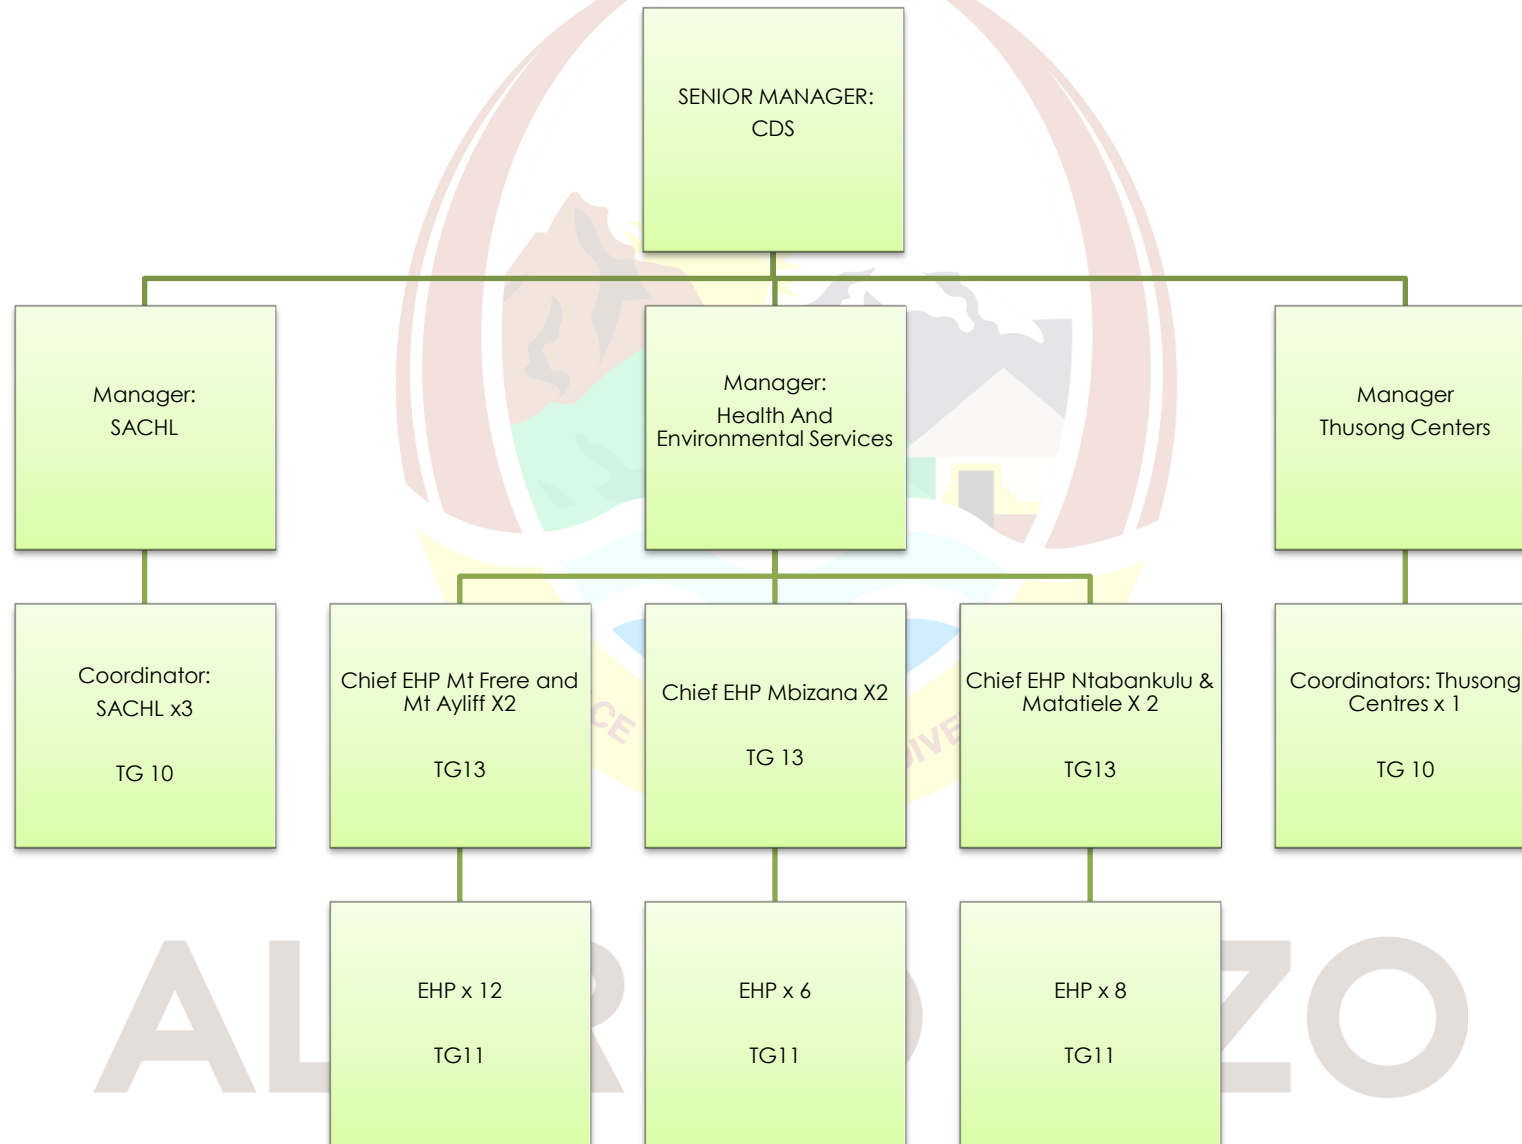 SENIOR MANAGER:
CDS
Manager:
SACHL
Manager:
Health And
Environmental Services
Manager
Thusong Centers
Coordinator:
SACHL x3
TG 10
Chief EHP Mt Frere and
Mt Ayliff X2
TG13
Chief EHP Mbizana X2
TG 13
Chief EHP Ntabankulu &
Matatiele X 2
TG13
Coordinators: Thusong
Centres x 1
TG 10
EHP x 12
TG11
EHP x 6
TG11
EHP x 8
TG11